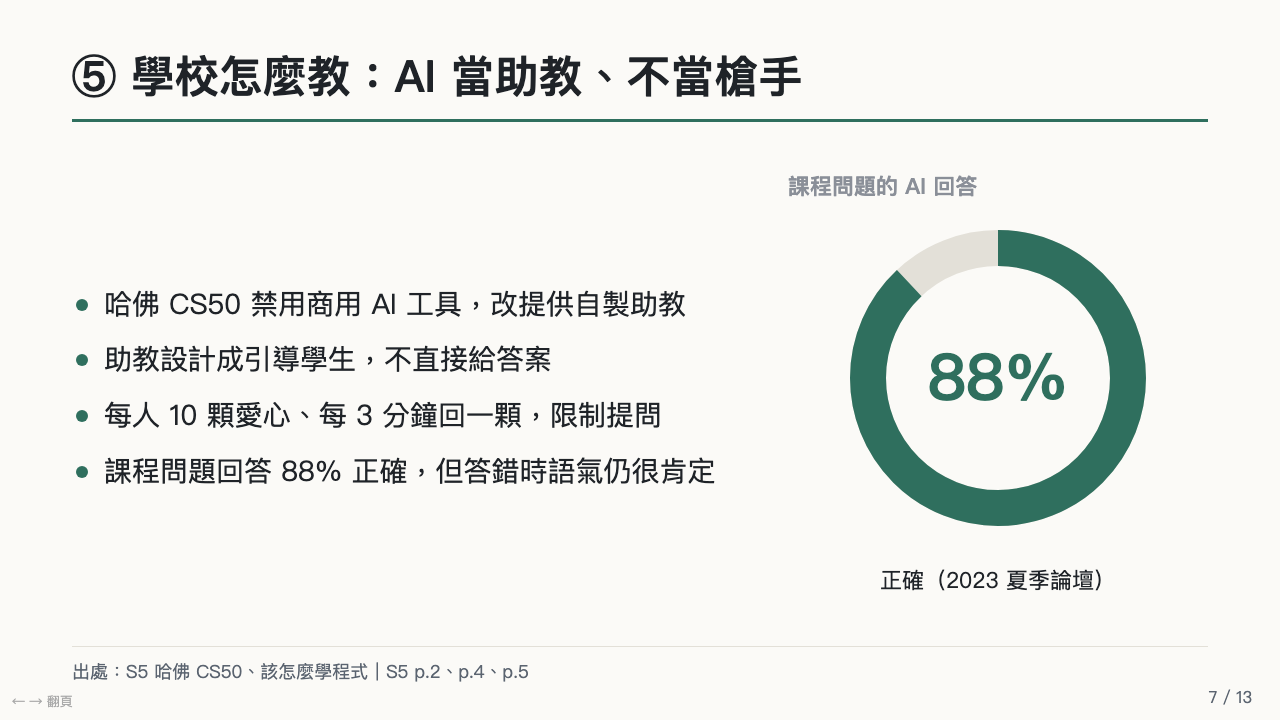 ⑤ 學校怎麼教：AI 當助教、不當槍手
課程問題的 AI 回答
哈佛 CS50 禁用商用 AI 工具，改提供自製助教
助教設計成引導學生，不直接給答案
每人 10 顆愛心、每 3 分鐘回一顆，限制提問
課程問題回答 88% 正確，但答錯時語氣仍很肯定
88%
正確（2023 夏季論壇）
出處：S5 哈佛 CS50、該怎麼學程式｜S5 p.2、p.4、p.5
← → 翻頁
7 / 13